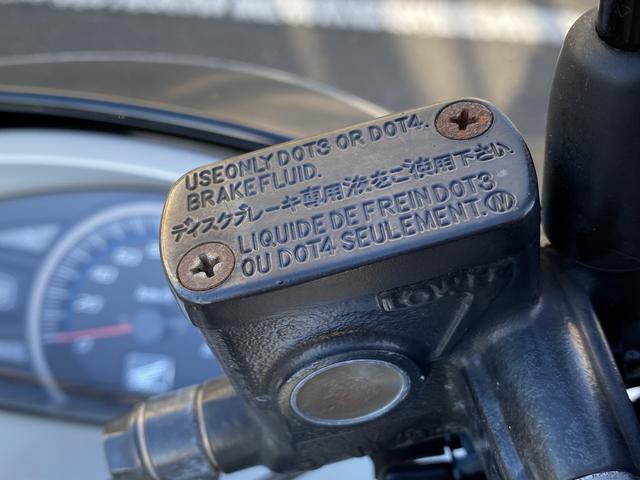 USE ONLY DOT3 OR DOT4.
BRAKE FLUID.
ディスクブレーキ専用液をご使用下さい
LIQUIDE DE FREIN DOT3
OU DOT4 SEULEMENT.